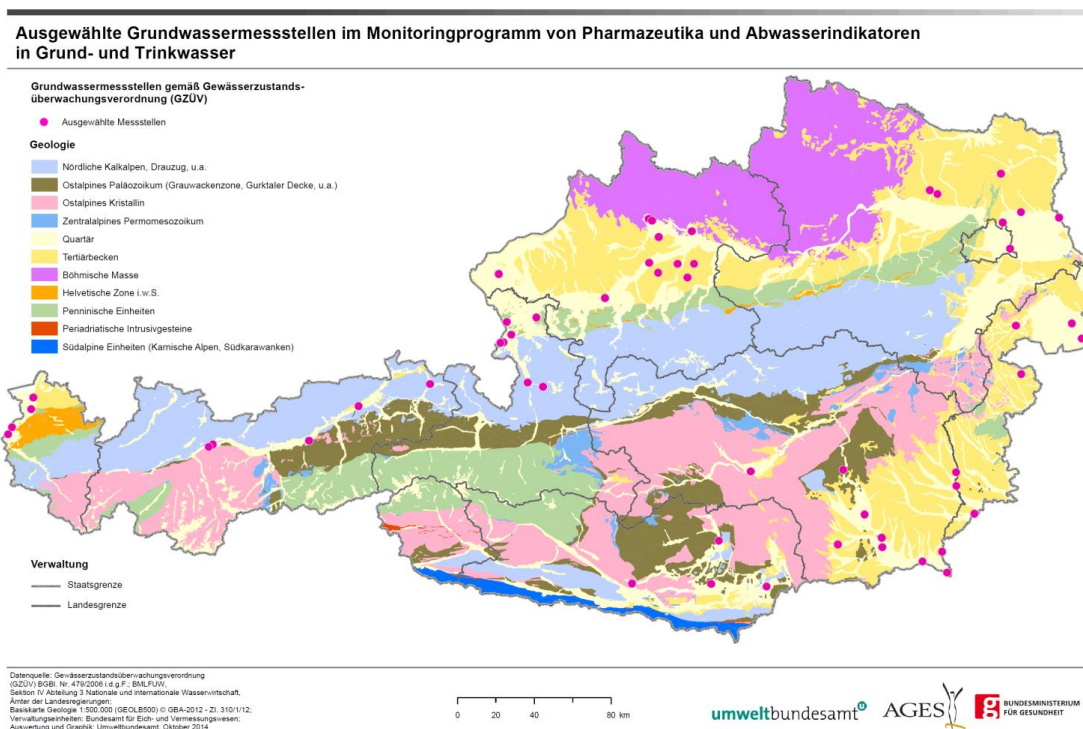 Ausgewählte Grundwassermessstellen im Monitoringprogramm von Pharmazeutika und Abwasserindikatoren
in Grund- und Trinkwasser
Grundwassermessstellen gemäß Gewässerzustands-
überwachungsverordnung (GZÜV)
Ausgewählte Messstellen
Geologie
Nördliche Kalkalpen, Drauzug, u.a.
Ostalpines Paläozoikum (Grauwackenzone, Gurktaler Decke, u.a.)
Ostalpines Kristallin
Zentralalpines Permomesozoikum
Quartär
Tertiärbecken
Böhmische Masse
Helvetische Zone i.w.S.
Penninische Einheiten
Periadriatische Intrusivgesteine
Südalpine Einheiten (Karnische Alpen, Südkarawanken)
Verwaltung
Staatsgrenze
Landesgrenze
Datenquelle: Gewässerzustandsüberwachungsverordnung
(GZÜV) BGBl. Nr. 479/2006 i.d.g.F.; BMLFUW,
Sektion IV Abteilung 3 Nationale und internationale Wasserwirtschaft,
Ämter der Landesregierungen;
Basiskarte Geologie 1:500.000 (GEOLB500) © GBA-2012 - Zl. 310/1/12;
Verwaltungseinheiten: Bundesamt für Eich- und Vermessungswesen;
Auswertung und Graphik: Umweltbundesamt, Oktober 2014
0 20 40 80 km
umweltbundesamt
AGES
BUNDESMINISTERIUM
FÜR GESUNDHEIT